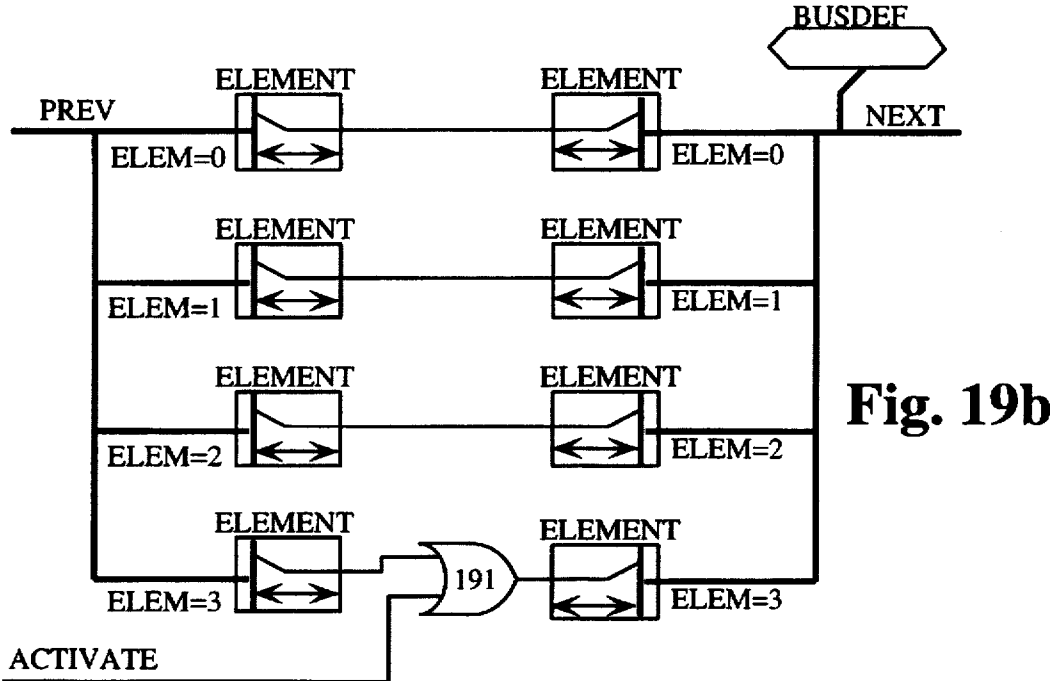 BUSDEF
ELEMENT ELEMENT
PREV NEXT
ELEM=0 ELEM=0
ELEMENT ELEMENT
ELEM=1 ELEM=1
ELEMENT ELEMENT
Fig. 19b
ELEM=2 ELEM=2
ELEMENT ELEMENT
191
ELEM=3 ELEM=3
ACTIVATE